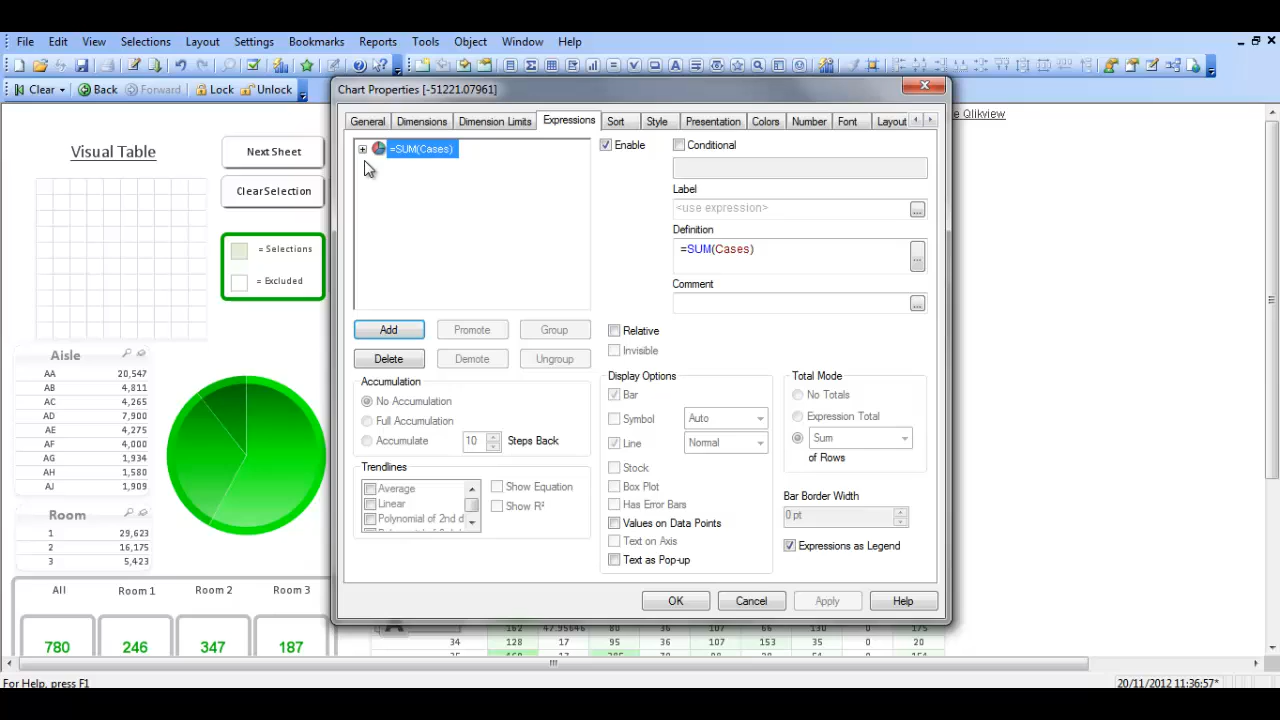 File Edit View Selections Layout Settings Bookmarks Reports Tools Object Window Help
Clear Back Forward Lock Unlock
e Qlikview
Visual Table
Next Sheet
Clear Selection
= Selections
= Excluded
Aisle
AA 20,547
AB 4,811
AC 4,265
AD 7,900
AE 4,275
AF 4,000
AG 1,934
AH 1,580
AJ 1,909
Room
1 29,623
2 16,175
3 5,423
All Room 1 Room 2 Room 3
780 246 347 187
Chart Properties [-51221.07961]
General Dimensions Dimension Limits Expressions Sort Style Presentation Colors Number Font Layout
=SUM(Cases)
Enable
Conditional
Label
<use expression>
Definition
=SUM(Cases)
Comment
Add Promote Group
Delete Demote Ungroup
Relative
Invisible
Accumulation
No Accumulation
Full Accumulation
Accumulate 10 Steps Back
Trendlines
Average
Linear
Polynomial of 2nd d
Show Equation
Show R²
Display Options
Bar
Symbol Auto
Line Normal
Stock
Box Plot
Has Error Bars
Values on Data Points
Text on Axis
Text as Pop-up
Total Mode
No Totals
Expression Total
Sum
of Rows
Bar Border Width
0 pt
Expressions as Legend
OK Cancel Apply Help
34 128 17 95 36 107 153 35 0 20
For Help, press F1
20/11/2012 11:36:57*